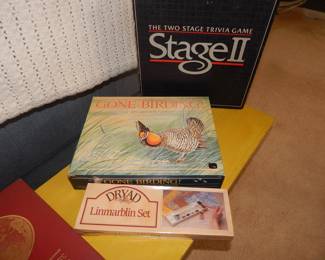 THE TWO STAGE TRIVIA GAME
Stage II
GONE BIRDING!
GONE BIRDING!
DRYAD
Linmarblin Set